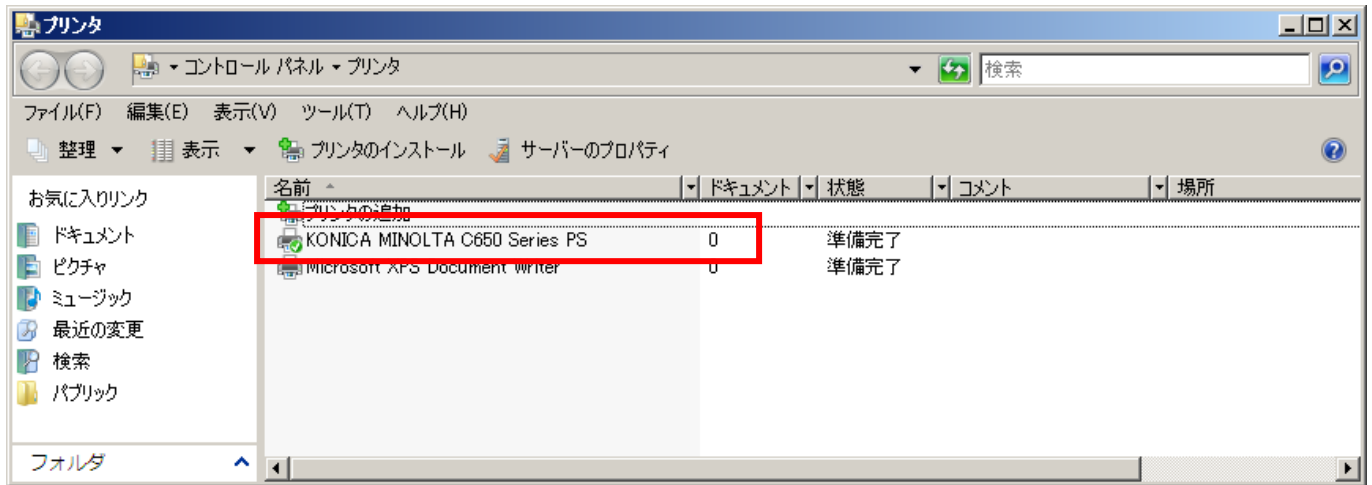 プリンタ
コントロール パネル プリンタ 検索
ファイル(F) 編集(E) 表示(V) ツール(T) ヘルプ(H)
整理 表示 プリンタのインストール サーバーのプロパティ
お気に入りリンク
ドキュメント
ピクチャ
ミュージック
最近の変更
検索
パブリック
フォルダ
名前 ドキュメント 状態 コメント 場所
プリンタの追加
KONICA MINOLTA C650 Series PS 0 準備完了
Microsoft XPS Document Writer 0 準備完了